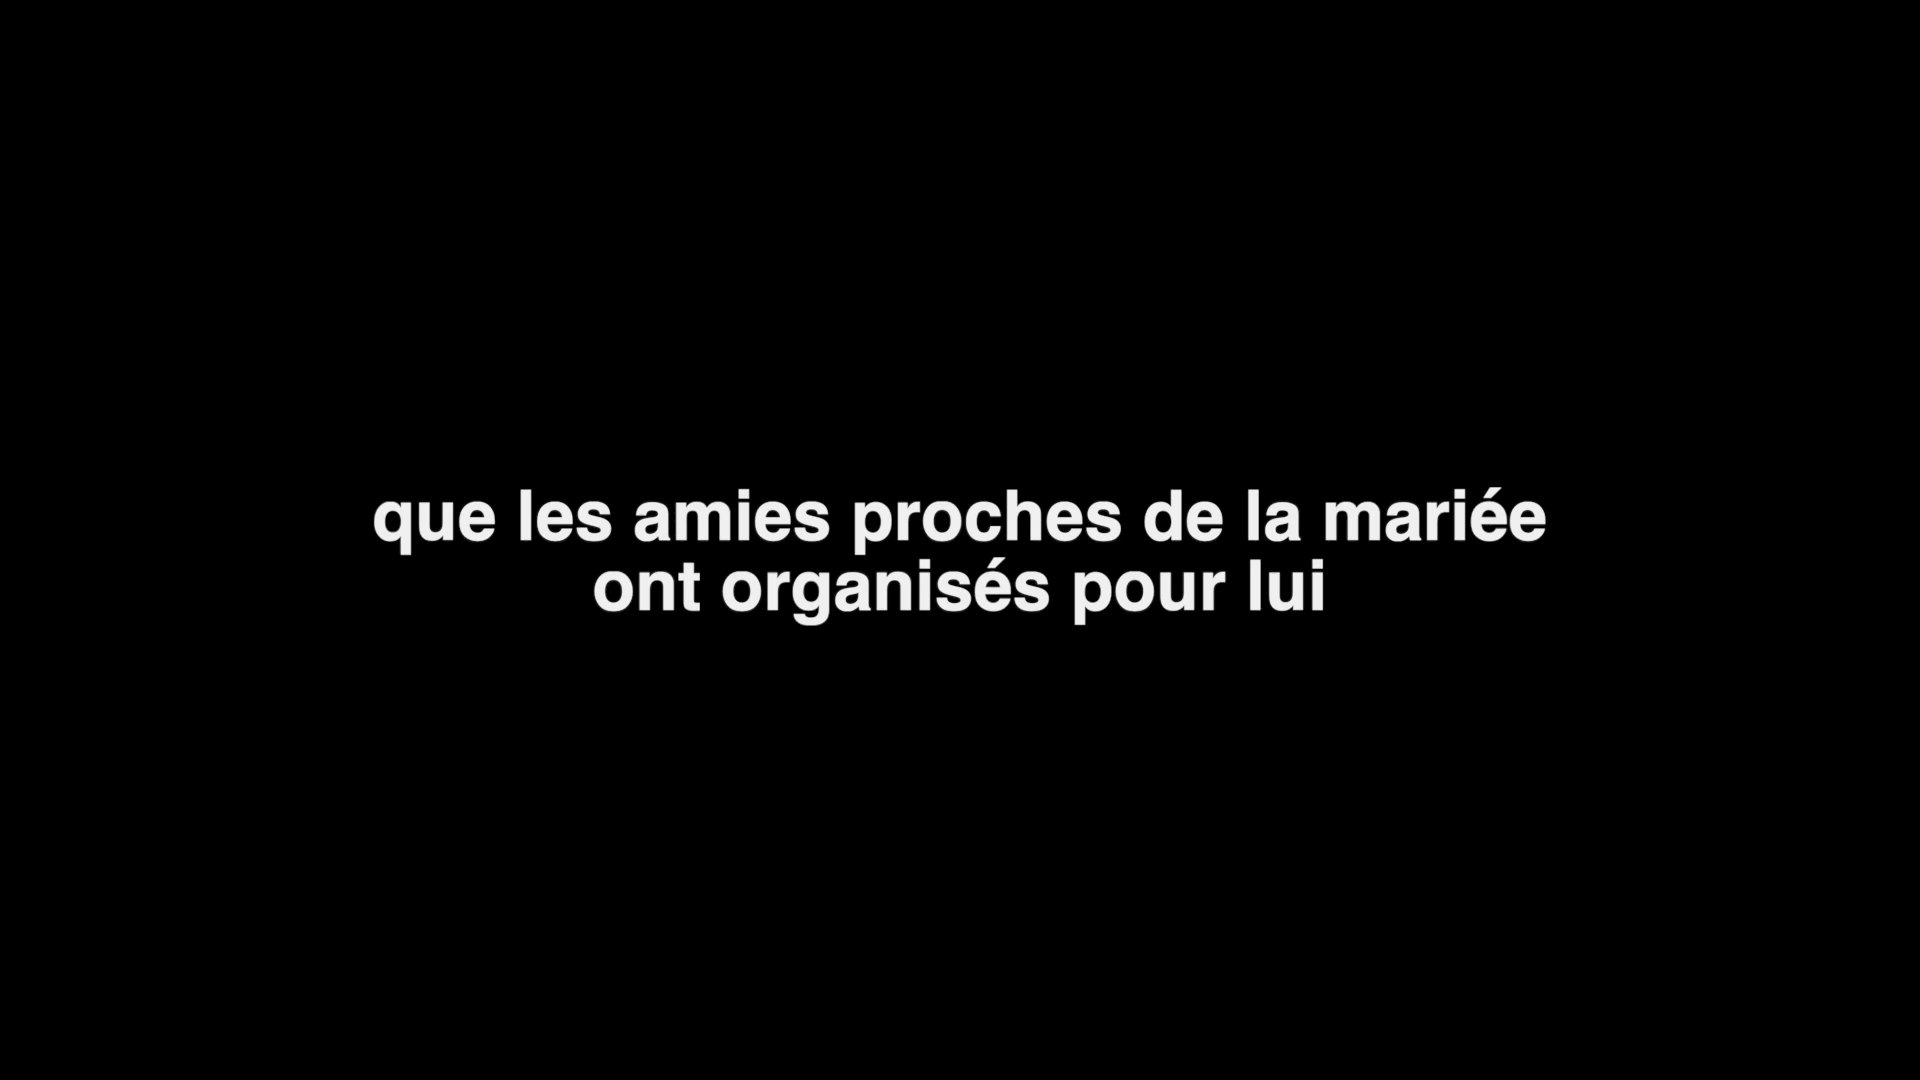 que les amies proches de la mariée
ont organisés pour lui